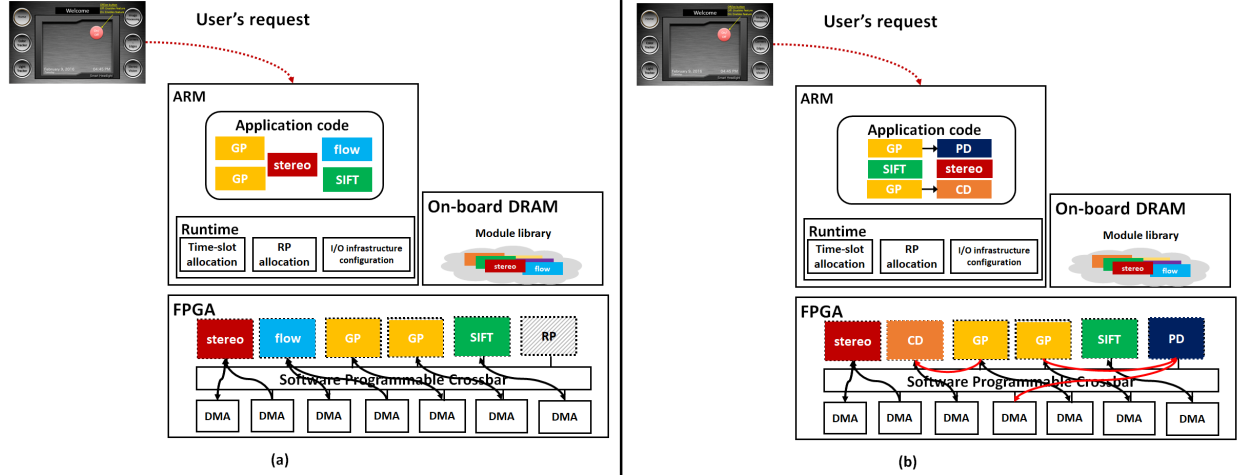 User's request
Welcome
ARM
Application code
GP
flow
stereo
GP
SIFT
Runtime
Time-slot
allocation
RP
allocation
I/O infrastructure
configuration
On-board DRAM
Module library
stereo
flow
FPGA
stereo
flow
GP
GP
SIFT
RP
Software Programmable Crossbar
DMA
DMA
DMA
DMA
DMA
DMA
DMA
(a)
User's request
Welcome
ARM
Application code
GP
PD
SIFT
stereo
GP
CD
Runtime
Time-slot
allocation
RP
allocation
I/O infrastructure
configuration
On-board DRAM
Module library
stereo
flow
FPGA
stereo
CD
GP
GP
SIFT
PD
Software Programmable Crossbar
DMA
DMA
DMA
DMA
DMA
DMA
DMA
(b)